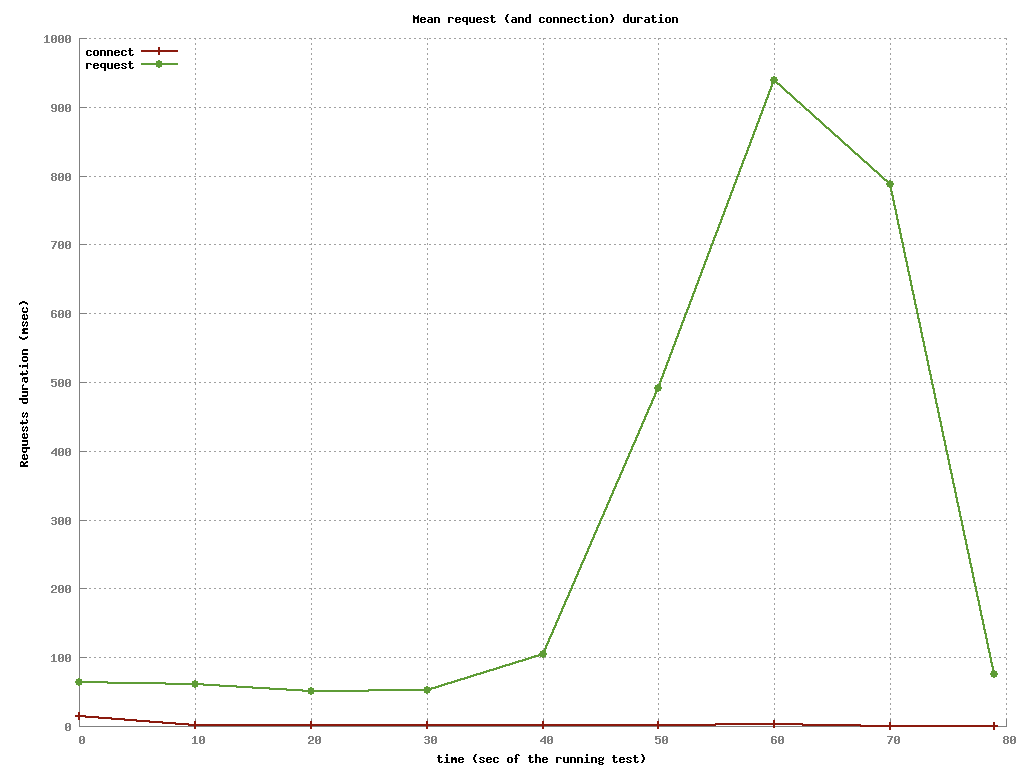 Mean request (and connection) duration
1000
900
800
700
600
500
400
300
200
100
0
connect
request
Requests duration (msec)
0 10 20 30 40 50 60 70 80
time (sec of the running test)